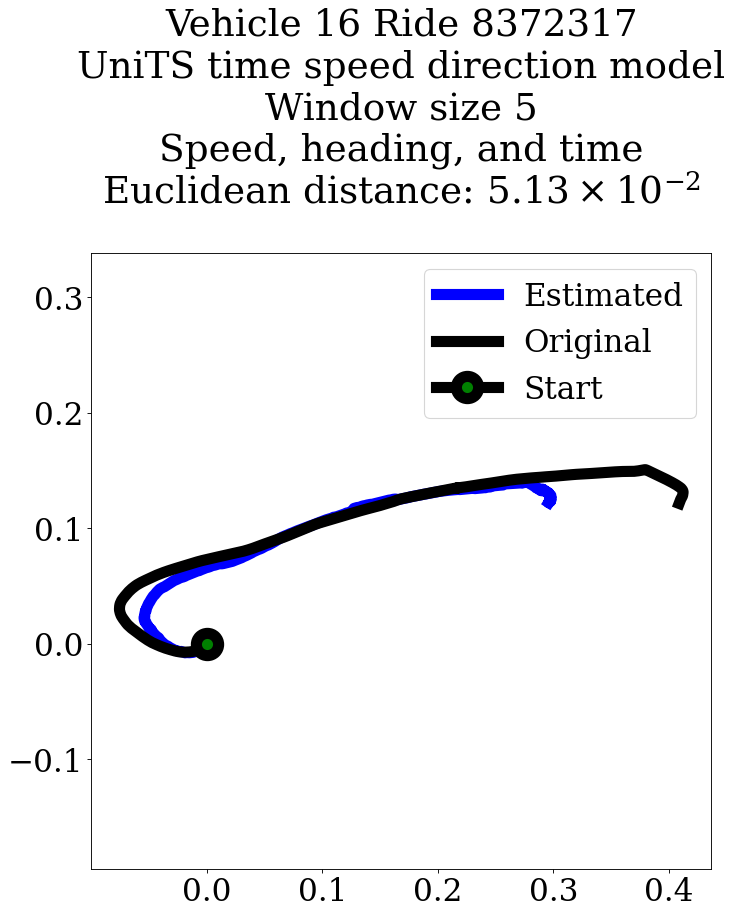 Vehicle 16 Ride 8372317
UniTS time speed direction model
Window size 5
Speed, heading, and time
Euclidean distance: 5.13 × 10⁻²
Estimated
Original
Start
0.3
0.2
0.1
0.0
−0.1
0.0 0.1 0.2 0.3 0.4